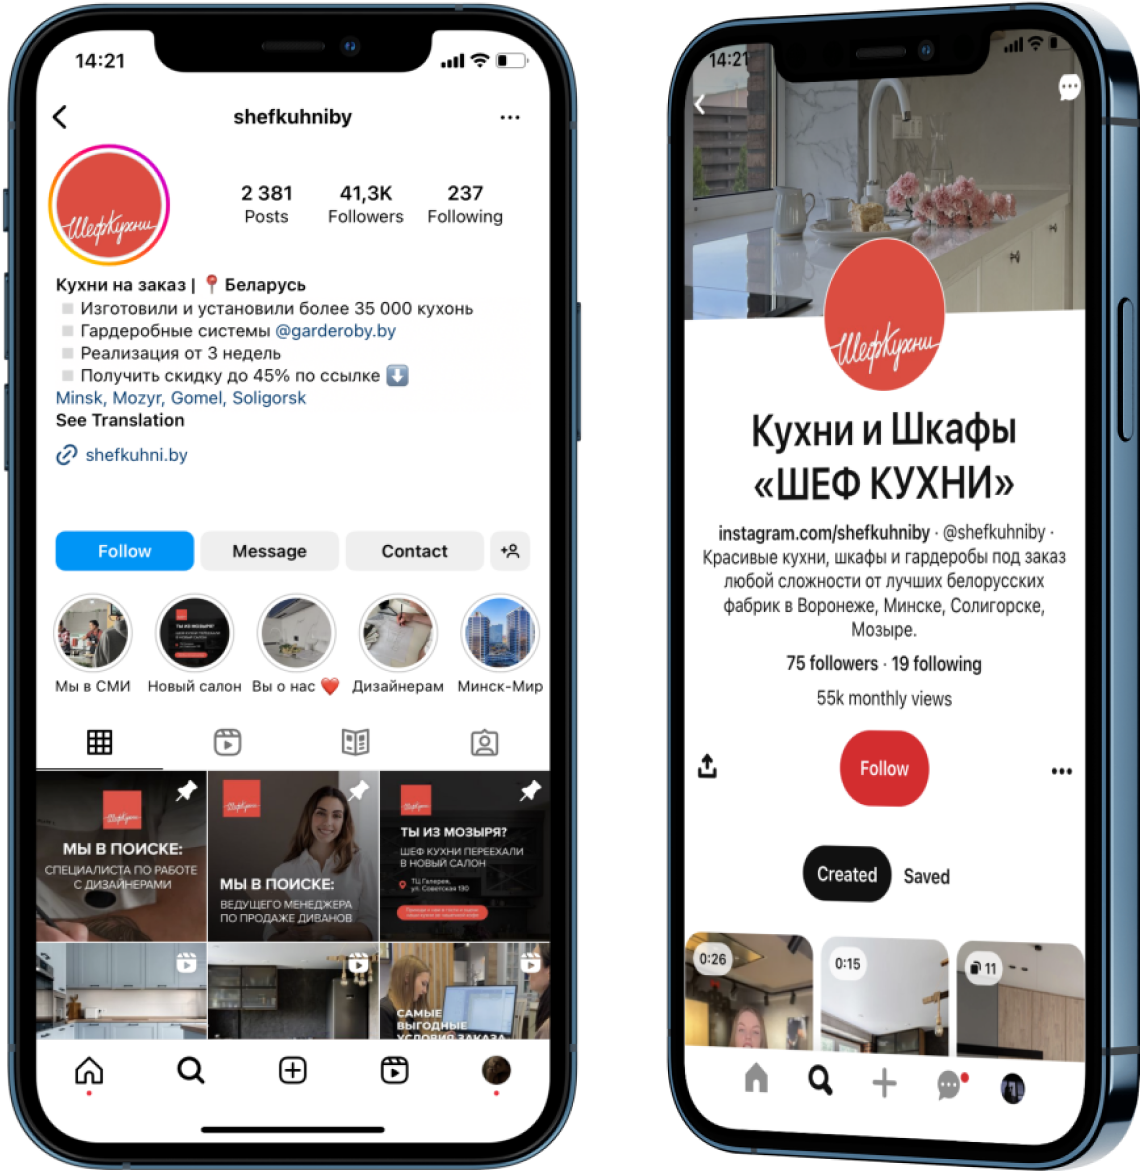 14:21
shefkuhniby
ШефКухни
2 381
41,3K
237
Posts
Followers
Following
Кухни на заказ | 📍 Беларусь
Изготовили и установили более 35 000 кухонь
Гардеробные системы @garderoby.by
Реализация от 3 недель
Получить скидку до 45% по ссылке ⬇️
Minsk, Mozyr, Gomel, Soligorsk
See Translation
shefkuhni.by
Follow
Message
Contact
ТЫ ИЗ МОЗЫРЯ?
Мы в СМИ
Новый салон
Вы о нас ❤️
Дизайнерам
Минск-Мир
ШефКухни
МЫ В ПОИСКЕ:
СПЕЦИАЛИСТА ПО РАБОТЕ
С ДИЗАЙНЕРАМИ
ШефКухни
МЫ В ПОИСКЕ:
ВЕДУЩЕГО МЕНЕДЖЕРА
ПО ПРОДАЖЕ ДИВАНОВ
ШефКухни
ТЫ ИЗ МОЗЫРЯ?
ШЕФ КУХНИ ПЕРЕЕХАЛИ
В НОВЫЙ САЛОН
ТЦ Галерея,
ул. Советская 130
САМЫЕ
ВЫГОДНЫЕ
УСЛОВИЯ ЗАКАЗА
14:21
ШефКухни
Кухни и Шкафы
«ШЕФ КУХНИ»
instagram.com/shefkuhniby · @shefkuhniby ·
Красивые кухни, шкафы и гардеробы под заказ
любой сложности от лучших белорусских
фабрик в Воронеже, Минске, Солигорске,
Мозыре.
75 followers · 19 following
55k monthly views
Follow
Created
Saved
0:26
0:15
11